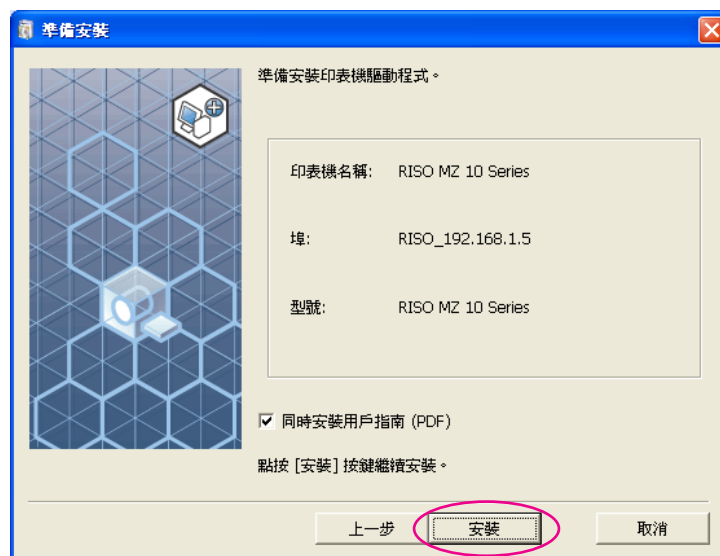 準備安裝
準備安裝印表機驅動程式。
印表機名稱: RISO MZ 10 Series
埠: RISO_192.168.1.5
型號: RISO MZ 10 Series
同時安裝用戶指南 (PDF)
點按 [安裝] 按鍵繼續安裝。
上一步 安裝 取消